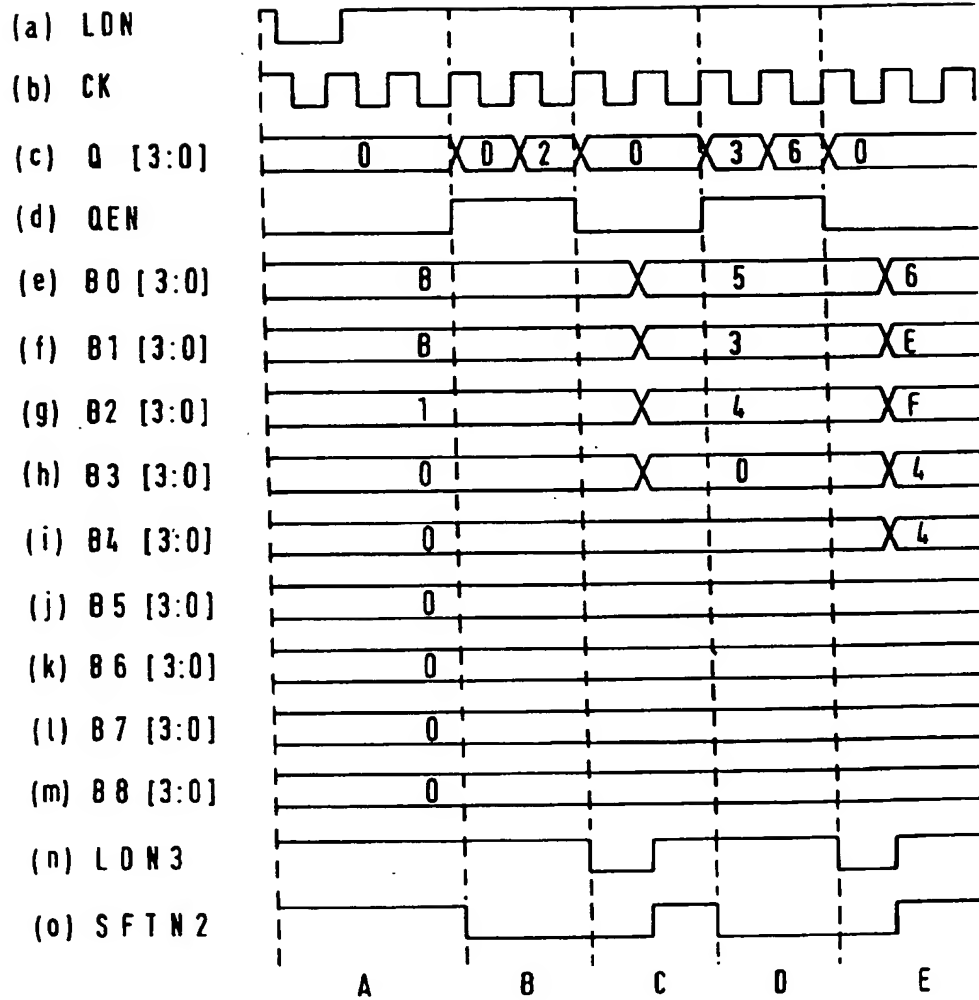 (a) LDN
(b) CK
(c) Q [3:0] 0 0 2 0 3 6 0
(d) QEN
(e) B0 [3:0] 8 5 6
(f) B1 [3:0] B 3 E
(g) B2 [3:0] 1 4 F
(h) B3 [3:0] 0 0 4
(i) B4 [3:0] 0 4
(j) B5 [3:0] 0
(k) B6 [3:0] 0
(l) B7 [3:0] 0
(m) B8 [3:0] 0
(n) LDN3
(o) SFTN2
A B C D E